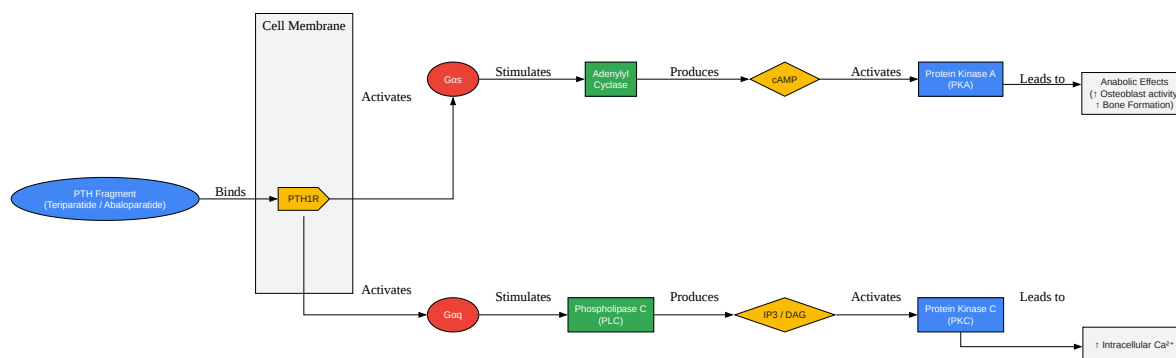 Cell Membrane
Activates
Gαs
Stimulates
Adenylyl
Cyclase
Produces
cAMP
Activates
Protein Kinase A
(PKA)
Leads to
Anabolic Effects
(↑ Osteoblast activity
↑ Bone Formation)
PTH Fragment
(Teriparatide / Abaloparatide)
Binds
PTH1R
Activates
Gαq
Stimulates
Phospholipase C
(PLC)
Produces
IP3 / DAG
Activates
Protein Kinase C
(PKC)
Leads to
↑ Intracellular Ca²⁺